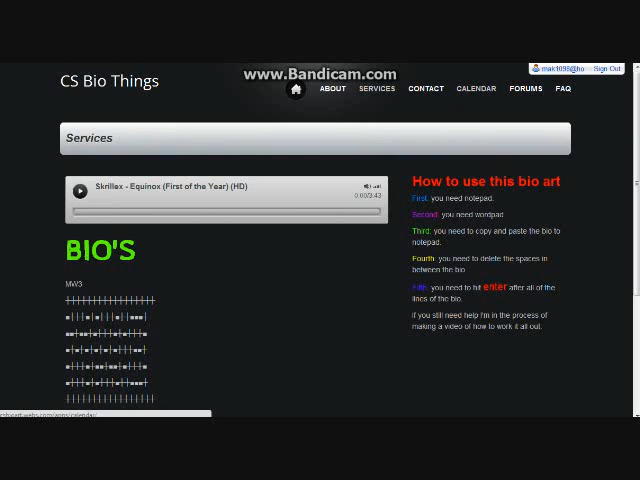 www.Bandicam.com
mak1098@ho Sign Out
CS Bio Things
ABOUT SERVICES CONTACT CALENDAR FORUMS FAQ
Services
Skrillex - Equinox (First of the Year) (HD)
0:00/3:43
How to use this bio art
First: you need notepad.
Second: you need wordpad
Third: you need to copy and paste the bio to
notepad.
Fourth: you need to delete the spaces in
between the bio
Fifth: you need to hit enter after all of the
lines of the bio.
if you still need help I'm in the process of
making a video of how to work it all out.
BIO'S
MW3